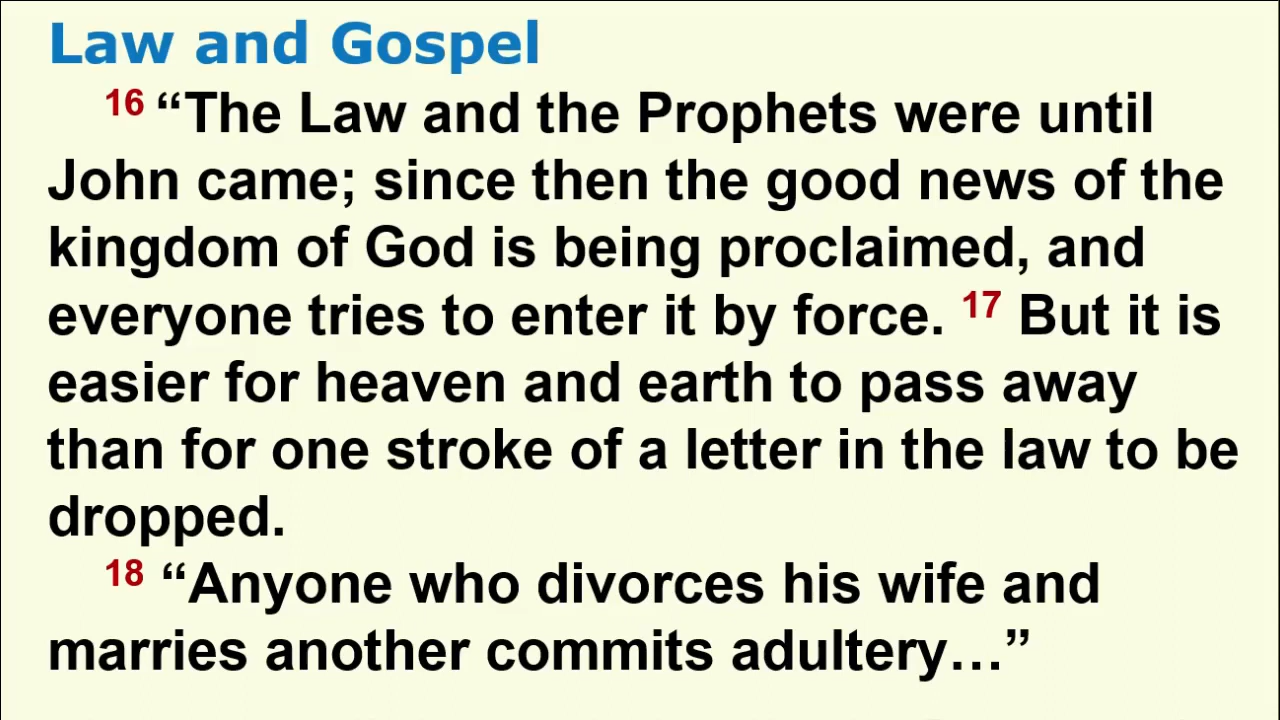 Law and Gospel
16 “The Law and the Prophets were until
John came; since then the good news of the
kingdom of God is being proclaimed, and
everyone tries to enter it by force. 17 But it is
easier for heaven and earth to pass away
than for one stroke of a letter in the law to be
dropped.
18 “Anyone who divorces his wife and
marries another commits adultery…”